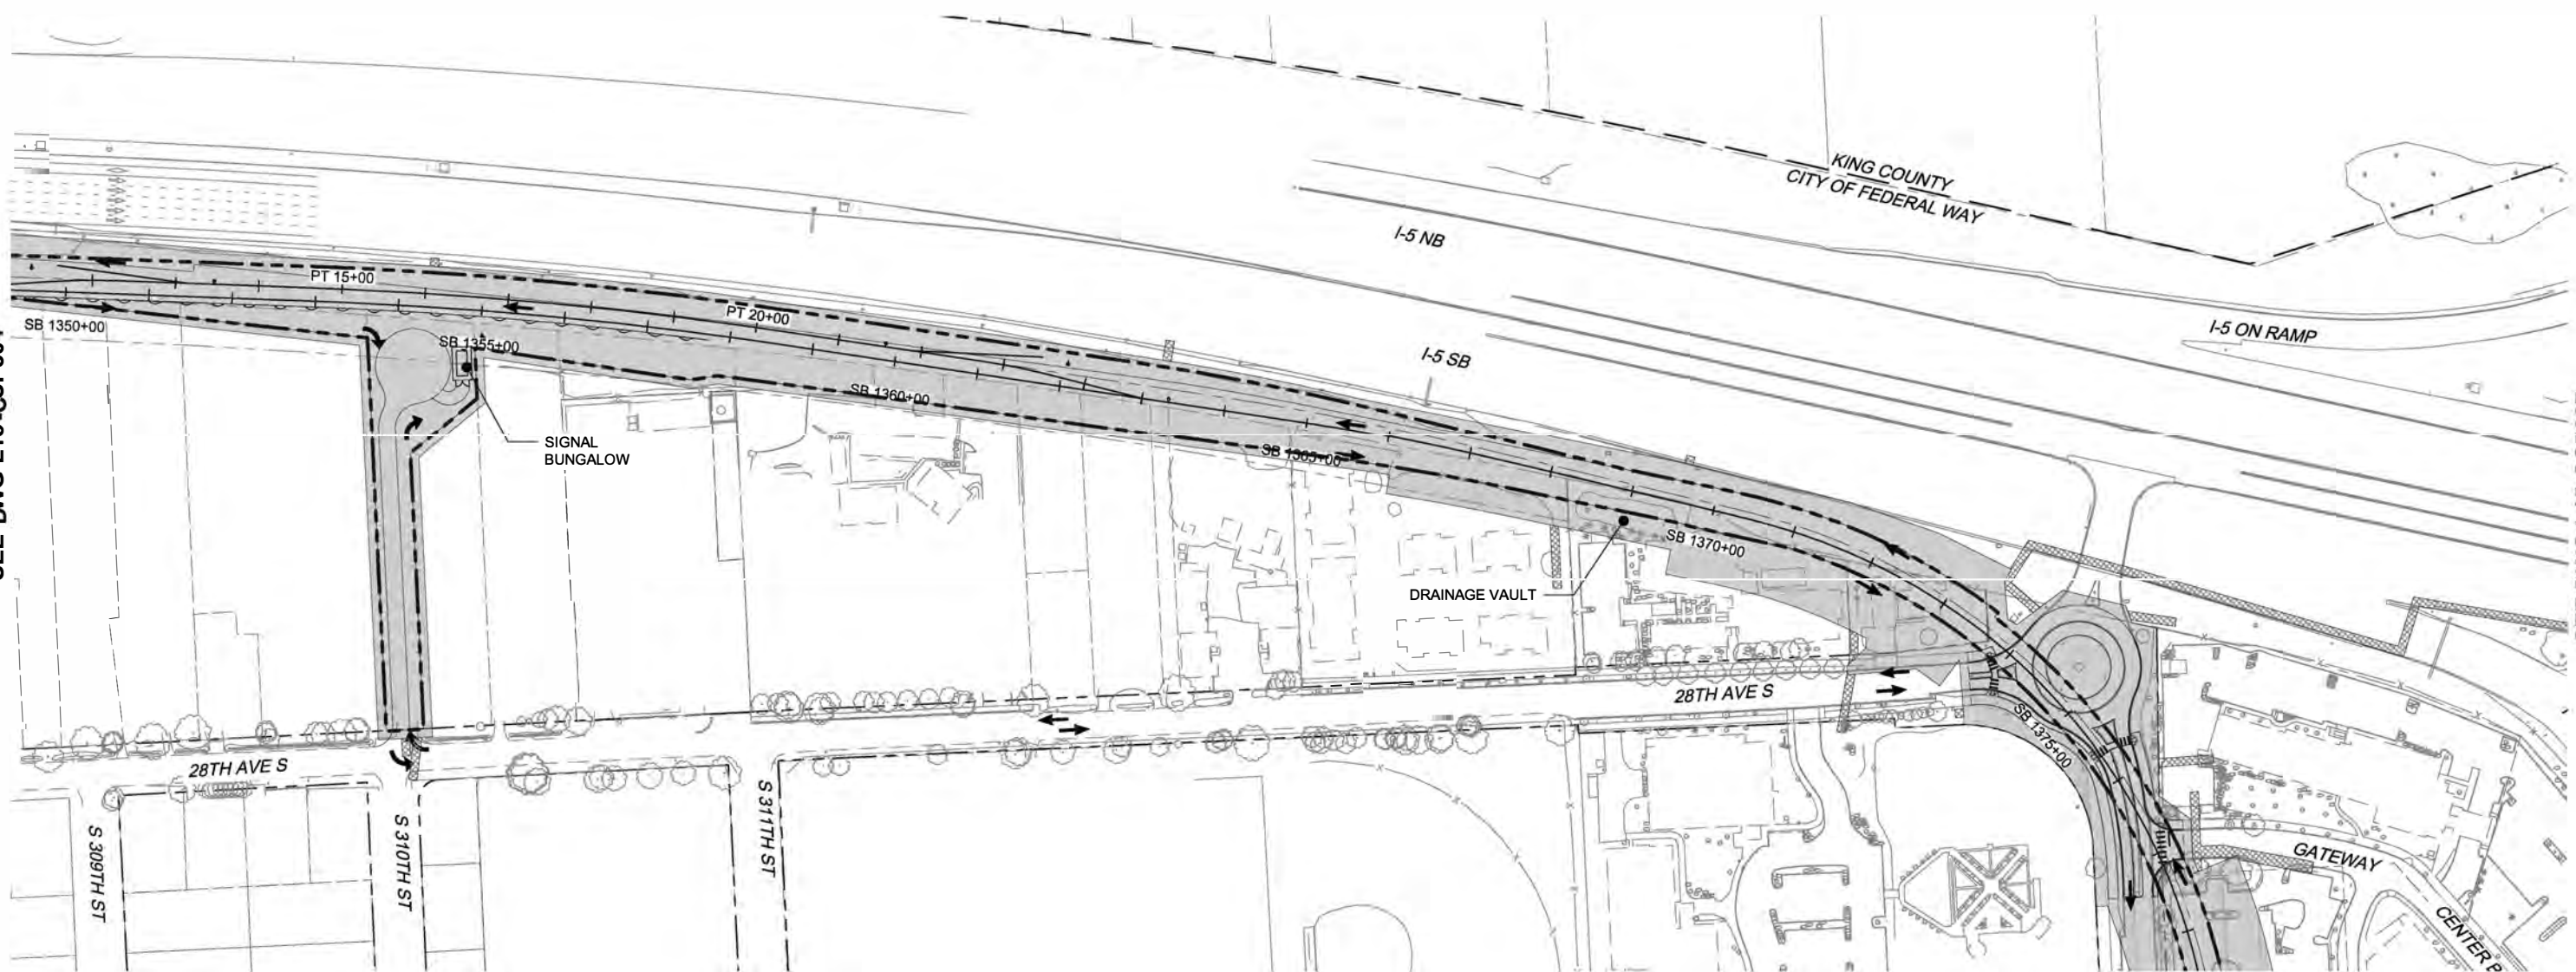 KING COUNTY
CITY OF FEDERAL WAY
I-5 NB
I-5 ON RAMP
I-5 SB
PT 15+00
PT 20+00
SB 1350+00
SB 1355+00
SB 1360+00
SB 1365+00
SB 1370+00
SB 1375+00
SIGNAL
BUNGALOW
DRAINAGE VAULT
28TH AVE S
28TH AVE S
S 309TH ST
S 310TH ST
S 311TH ST
GATEWAY
CENTER